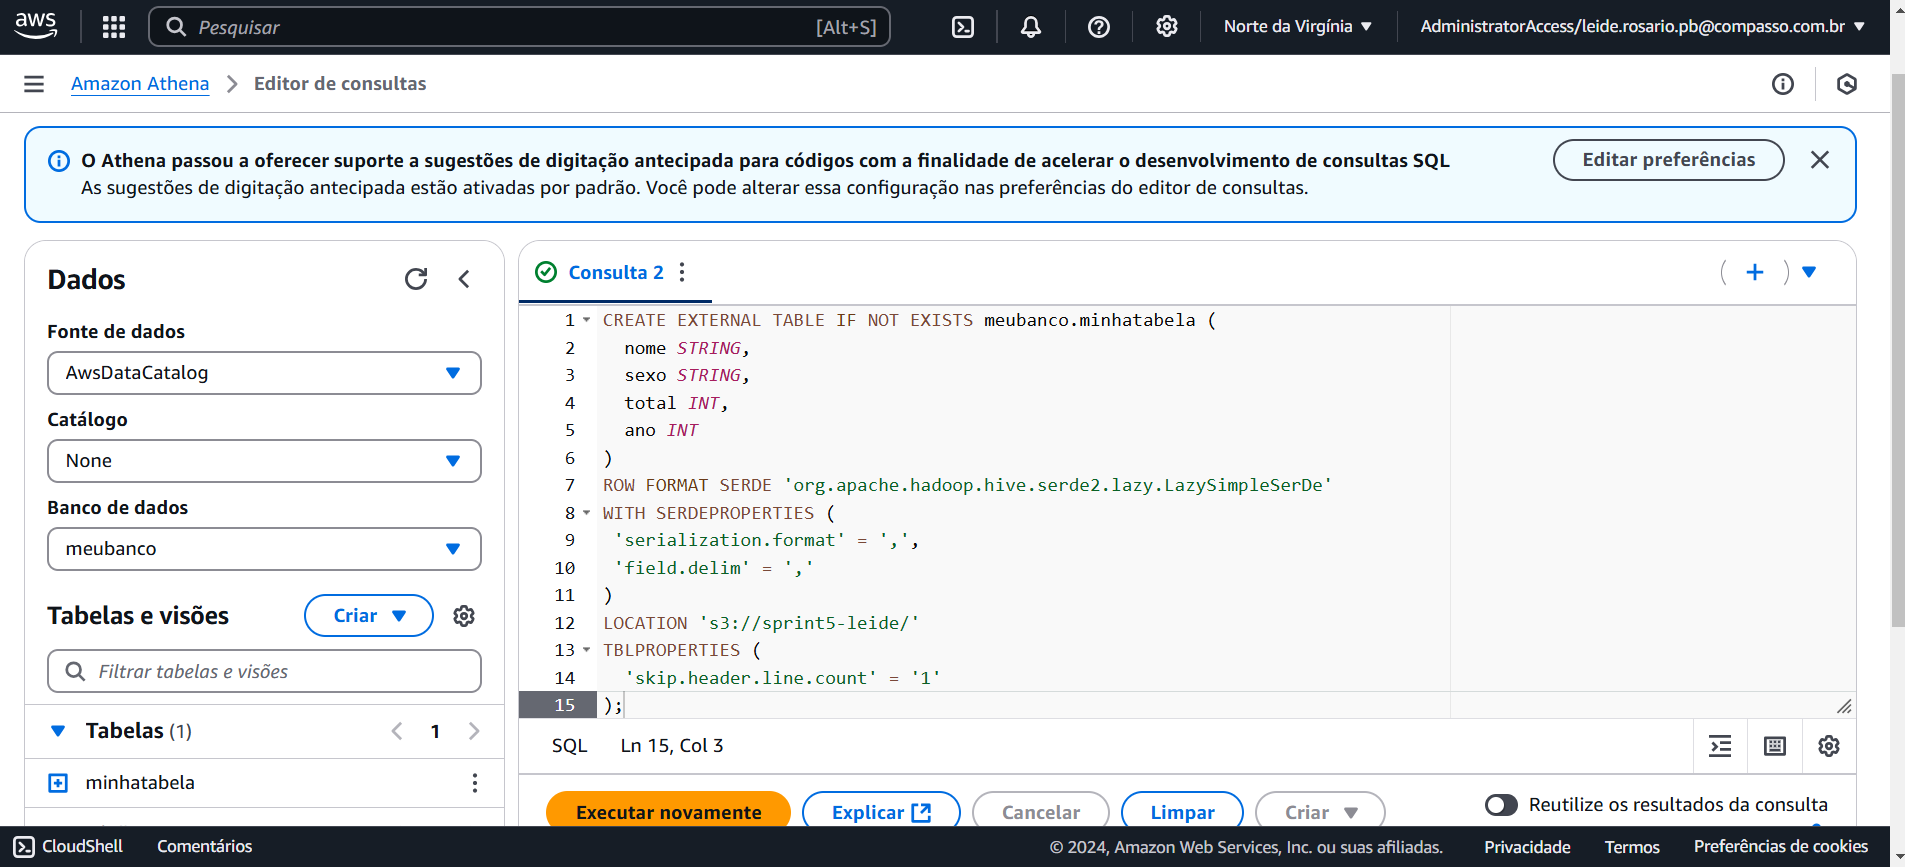 aws
Pesquisar [Alt+S]
Norte da Virgínia
AdministratorAccess/leide.rosario.pb@compasso.com.br
Amazon Athena > Editor de consultas
O Athena passou a oferecer suporte a sugestões de digitação antecipada para códigos com a finalidade de acelerar o desenvolvimento de consultas SQL
As sugestões de digitação antecipada estão ativadas por padrão. Você pode alterar essa configuração nas preferências do editor de consultas.
Editar preferências
Dados
Fonte de dados
AwsDataCatalog
Catálogo
None
Banco de dados
meubanco
Tabelas e visões
Criar
Filtrar tabelas e visões
Tabelas (1)
1
minhatabela
Consulta 2
1 CREATE EXTERNAL TABLE IF NOT EXISTS meubanco.minhatabela (
2 nome STRING,
3 sexo STRING,
4 total INT,
5 ano INT
6 )
7 ROW FORMAT SERDE 'org.apache.hadoop.hive.serde2.lazy.LazySimpleSerDe'
8 WITH SERDEPROPERTIES (
9 'serialization.format' = ',',
10 'field.delim' = ','
11 )
12 LOCATION 's3://sprint5-leide/'
13 TBLPROPERTIES (
14 'skip.header.line.count' = '1'
15 );
SQL Ln 15, Col 3
Executar novamente
Explicar
Cancelar
Limpar
Criar
Reutilize os resultados da consulta
CloudShell
Comentários
© 2024, Amazon Web Services, Inc. ou suas afiliadas.
Privacidade
Termos
Preferências de cookies